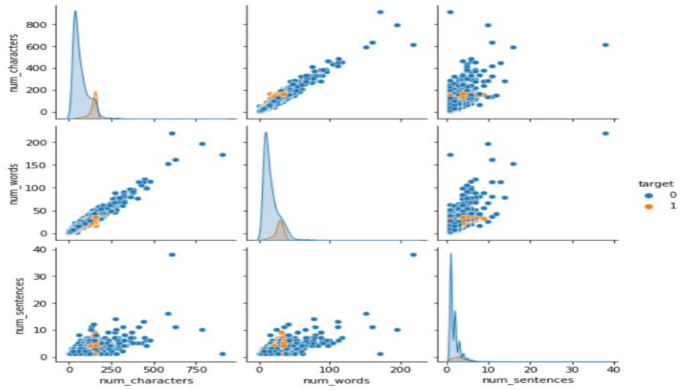 num_characters
800
600
400
200
0
num_words
200
150
100
50
0
num_sentences
40
30
20
10
0
0 250 500 750
num_characters
0 100 200
num_words
0 10 20 30 40
num_sentences
target
0
1